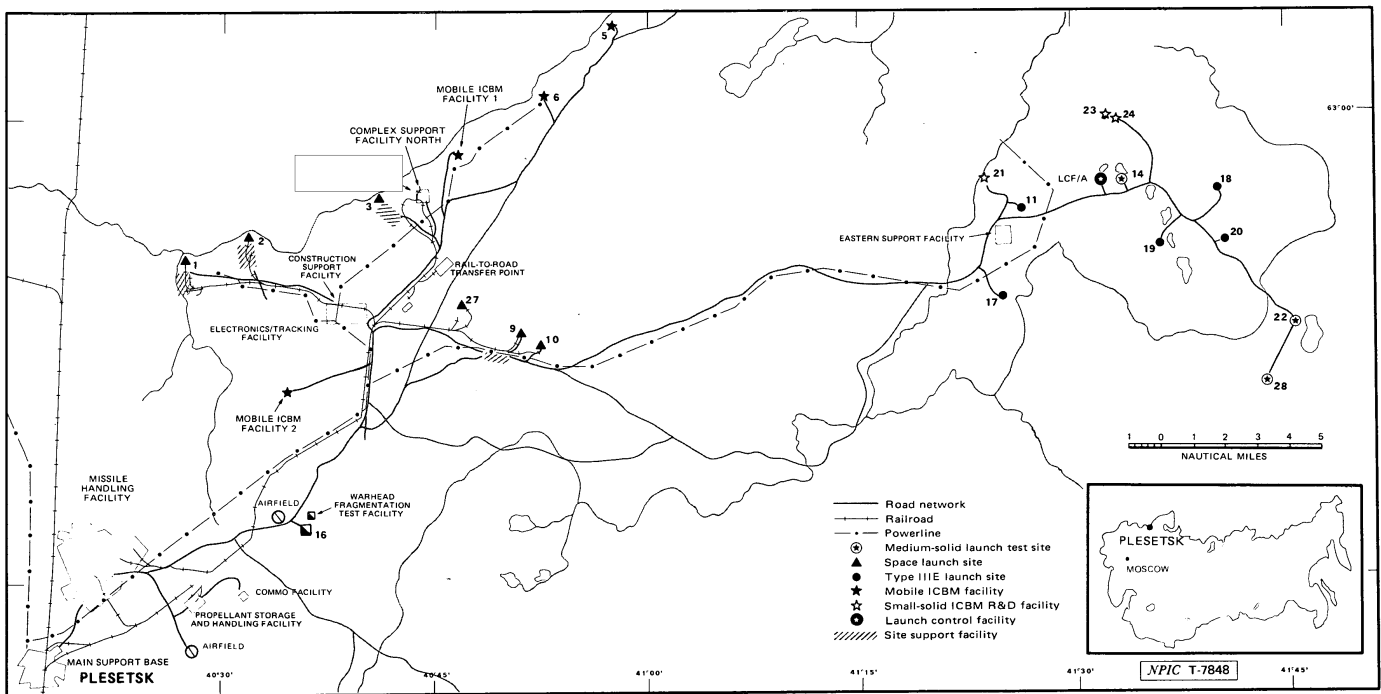 5
MOBILE ICBM
FACILITY 1
6
COMPLEX SUPPORT
FACILITY NORTH
23
24
63°00'
21
LCF/A
14
18
3
11
2
EASTERN SUPPORT FACILITY
19
20
CONSTRUCTION
SUPPORT
FACILITY
1
RAIL-TO-ROAD
TRANSFER POINT
27
17
ELECTRONICS/TRACKING
FACILITY
9
10
22
28
MOBILE ICBM
FACILITY 2
1 0 1 2 3 4 5
NAUTICAL MILES
MISSILE
HANDLING
FACILITY
AIRFIELD
WARHEAD
FRAGMENTATION
TEST FACILITY
16
Road network
Railroad
Powerline
Medium-solid launch test site
Space launch site
Type IIIE launch site
Mobile ICBM facility
Small-solid ICBM R&D facility
Launch control facility
Site support facility
PLESETSK
MOSCOW
COMMO FACILITY
PROPELLANT STORAGE
AND HANDLING FACILITY
AIRFIELD
MAIN SUPPORT BASE
PLESETSK
40°30'
40°45'
41°00'
41°15'
41°30'
41°45'
NPIC T-7848